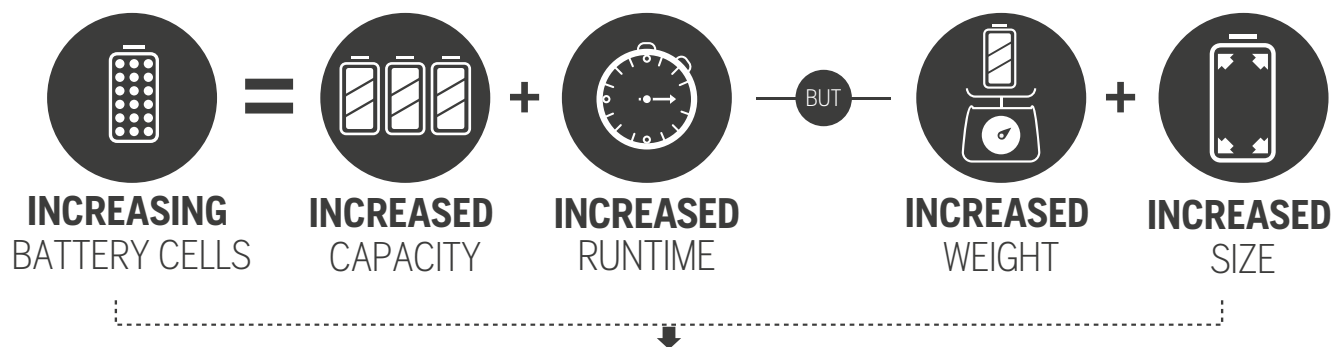 BUT
INCREASING
BATTERY CELLS
INCREASED
CAPACITY
INCREASED
RUNTIME
INCREASED
WEIGHT
INCREASED
SIZE